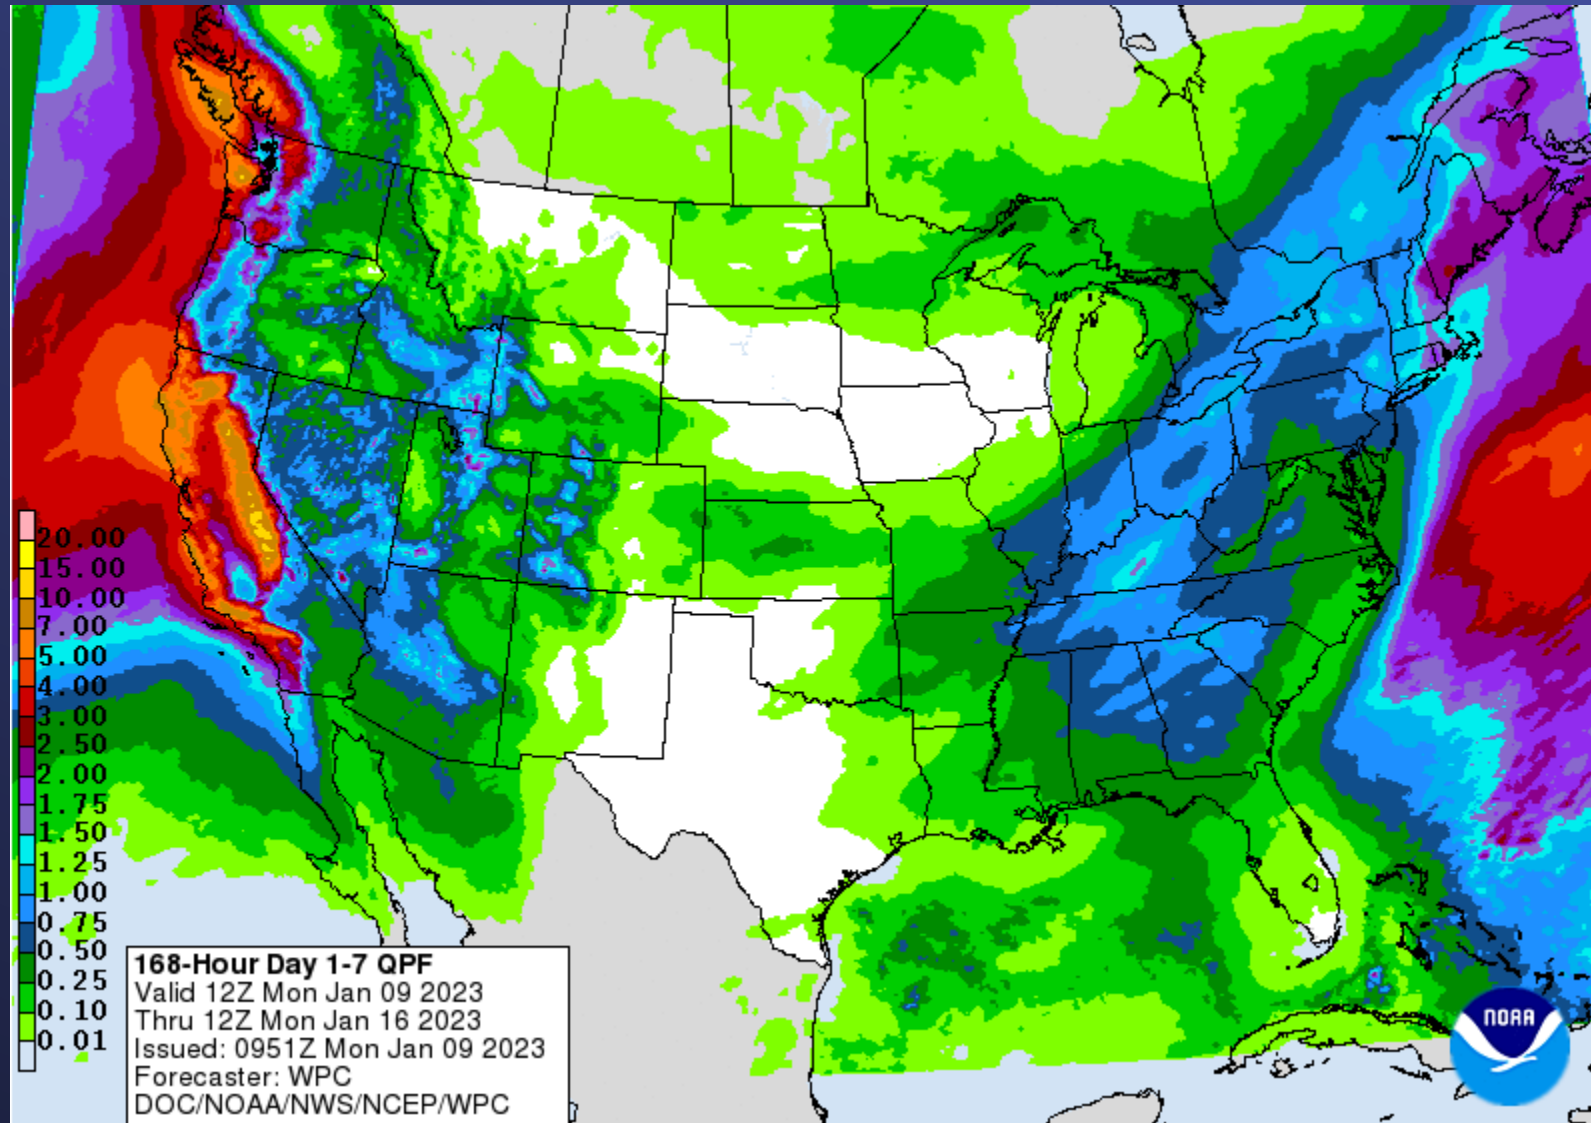 20.00
15.00
10.00
7.00
5.00
4.00
3.00
2.50
2.00
1.75
1.50
1.25
1.00
0.75
0.50
0.25
0.10
0.01
168-Hour Day 1-7 QPF
Valid 12Z Mon Jan 09 2023
Thru 12Z Mon Jan 16 2023
Issued: 0951Z Mon Jan 09 2023
Forecaster: WPC
DOC/NOAA/NWS/NCEP/WPC
NOAA